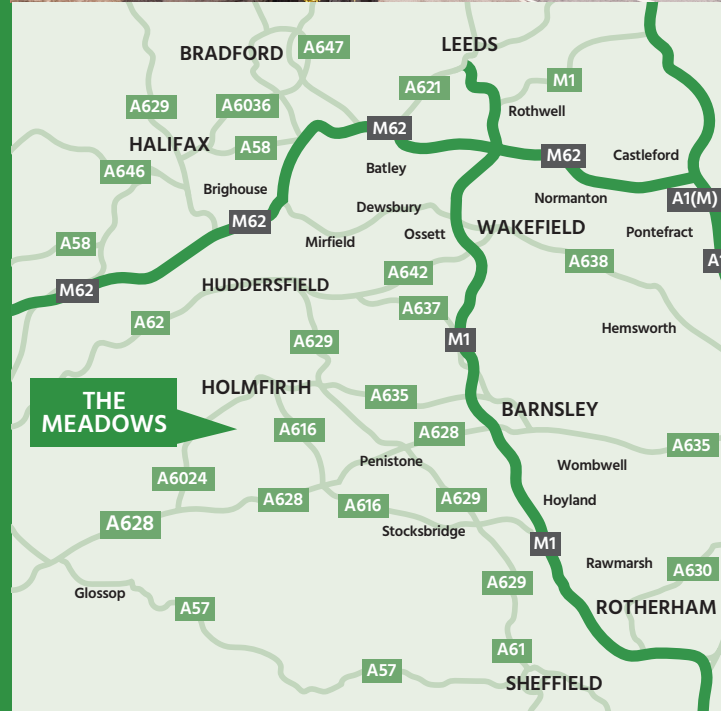 LEEDS
A647
BRADFORD
M1
A621
A629
A6036
Rothwell
M62
HALIFAX
A58
M62
Castleford
Batley
A646
Brighouse
Normanton
A1(M)
Dewsbury
M62
WAKEFIELD
Ossett
Pontefract
Mirfield
A58
A638
A642
HUDDERSFIELD
M62
A637
A62
Hemsworth
M1
A629
HOLMFIRTH
A635
THE
MEADOWS
BARNSLEY
A616
A628
A635
Penistone
Wombwell
A6024
A628
A616
A629
Hoyland
A628
Stocksbridge
M1
Rawmarsh
A630
A629
Glossop
A57
ROTHERHAM
A61
A57
SHEFFIELD